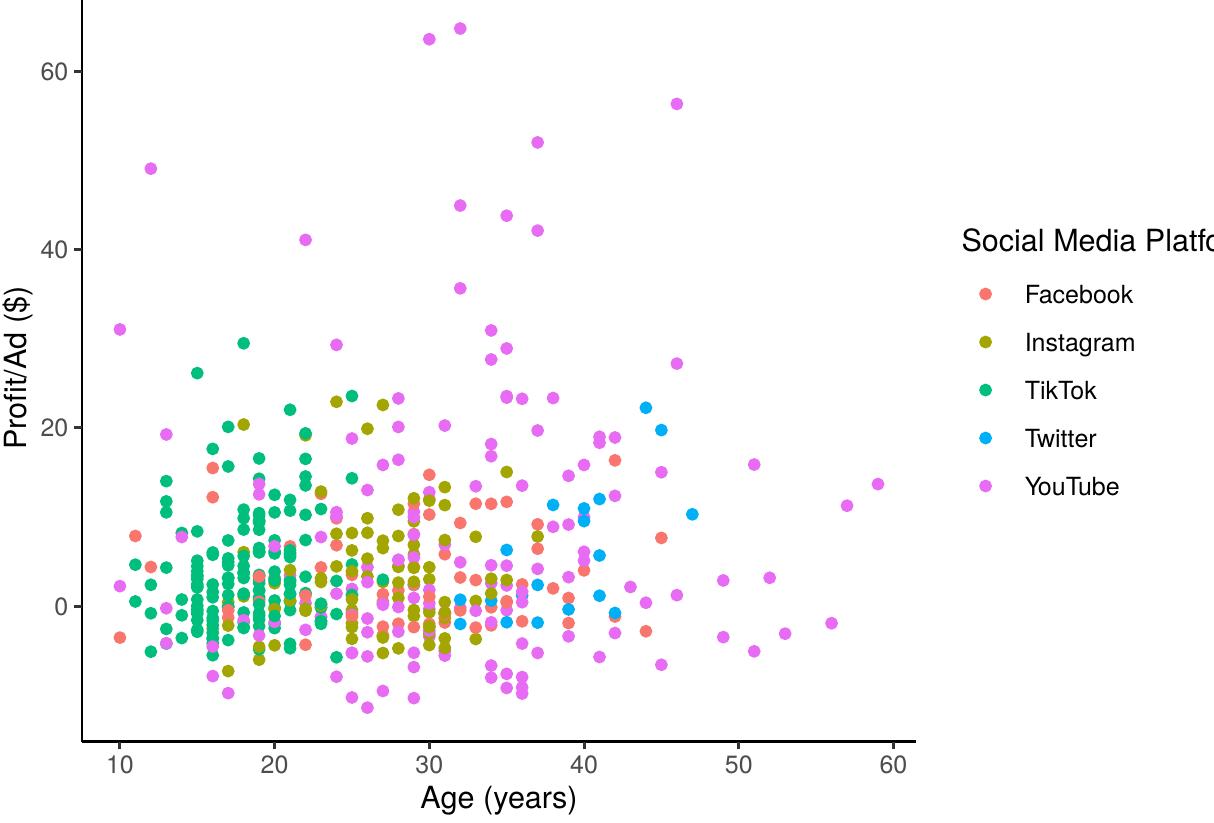 60
40
20
0
Profit/Ad ($)
10 20 30 40 50 60
Age (years)
Social Media Platfo
Facebook
Instagram
TikTok
Twitter
YouTube